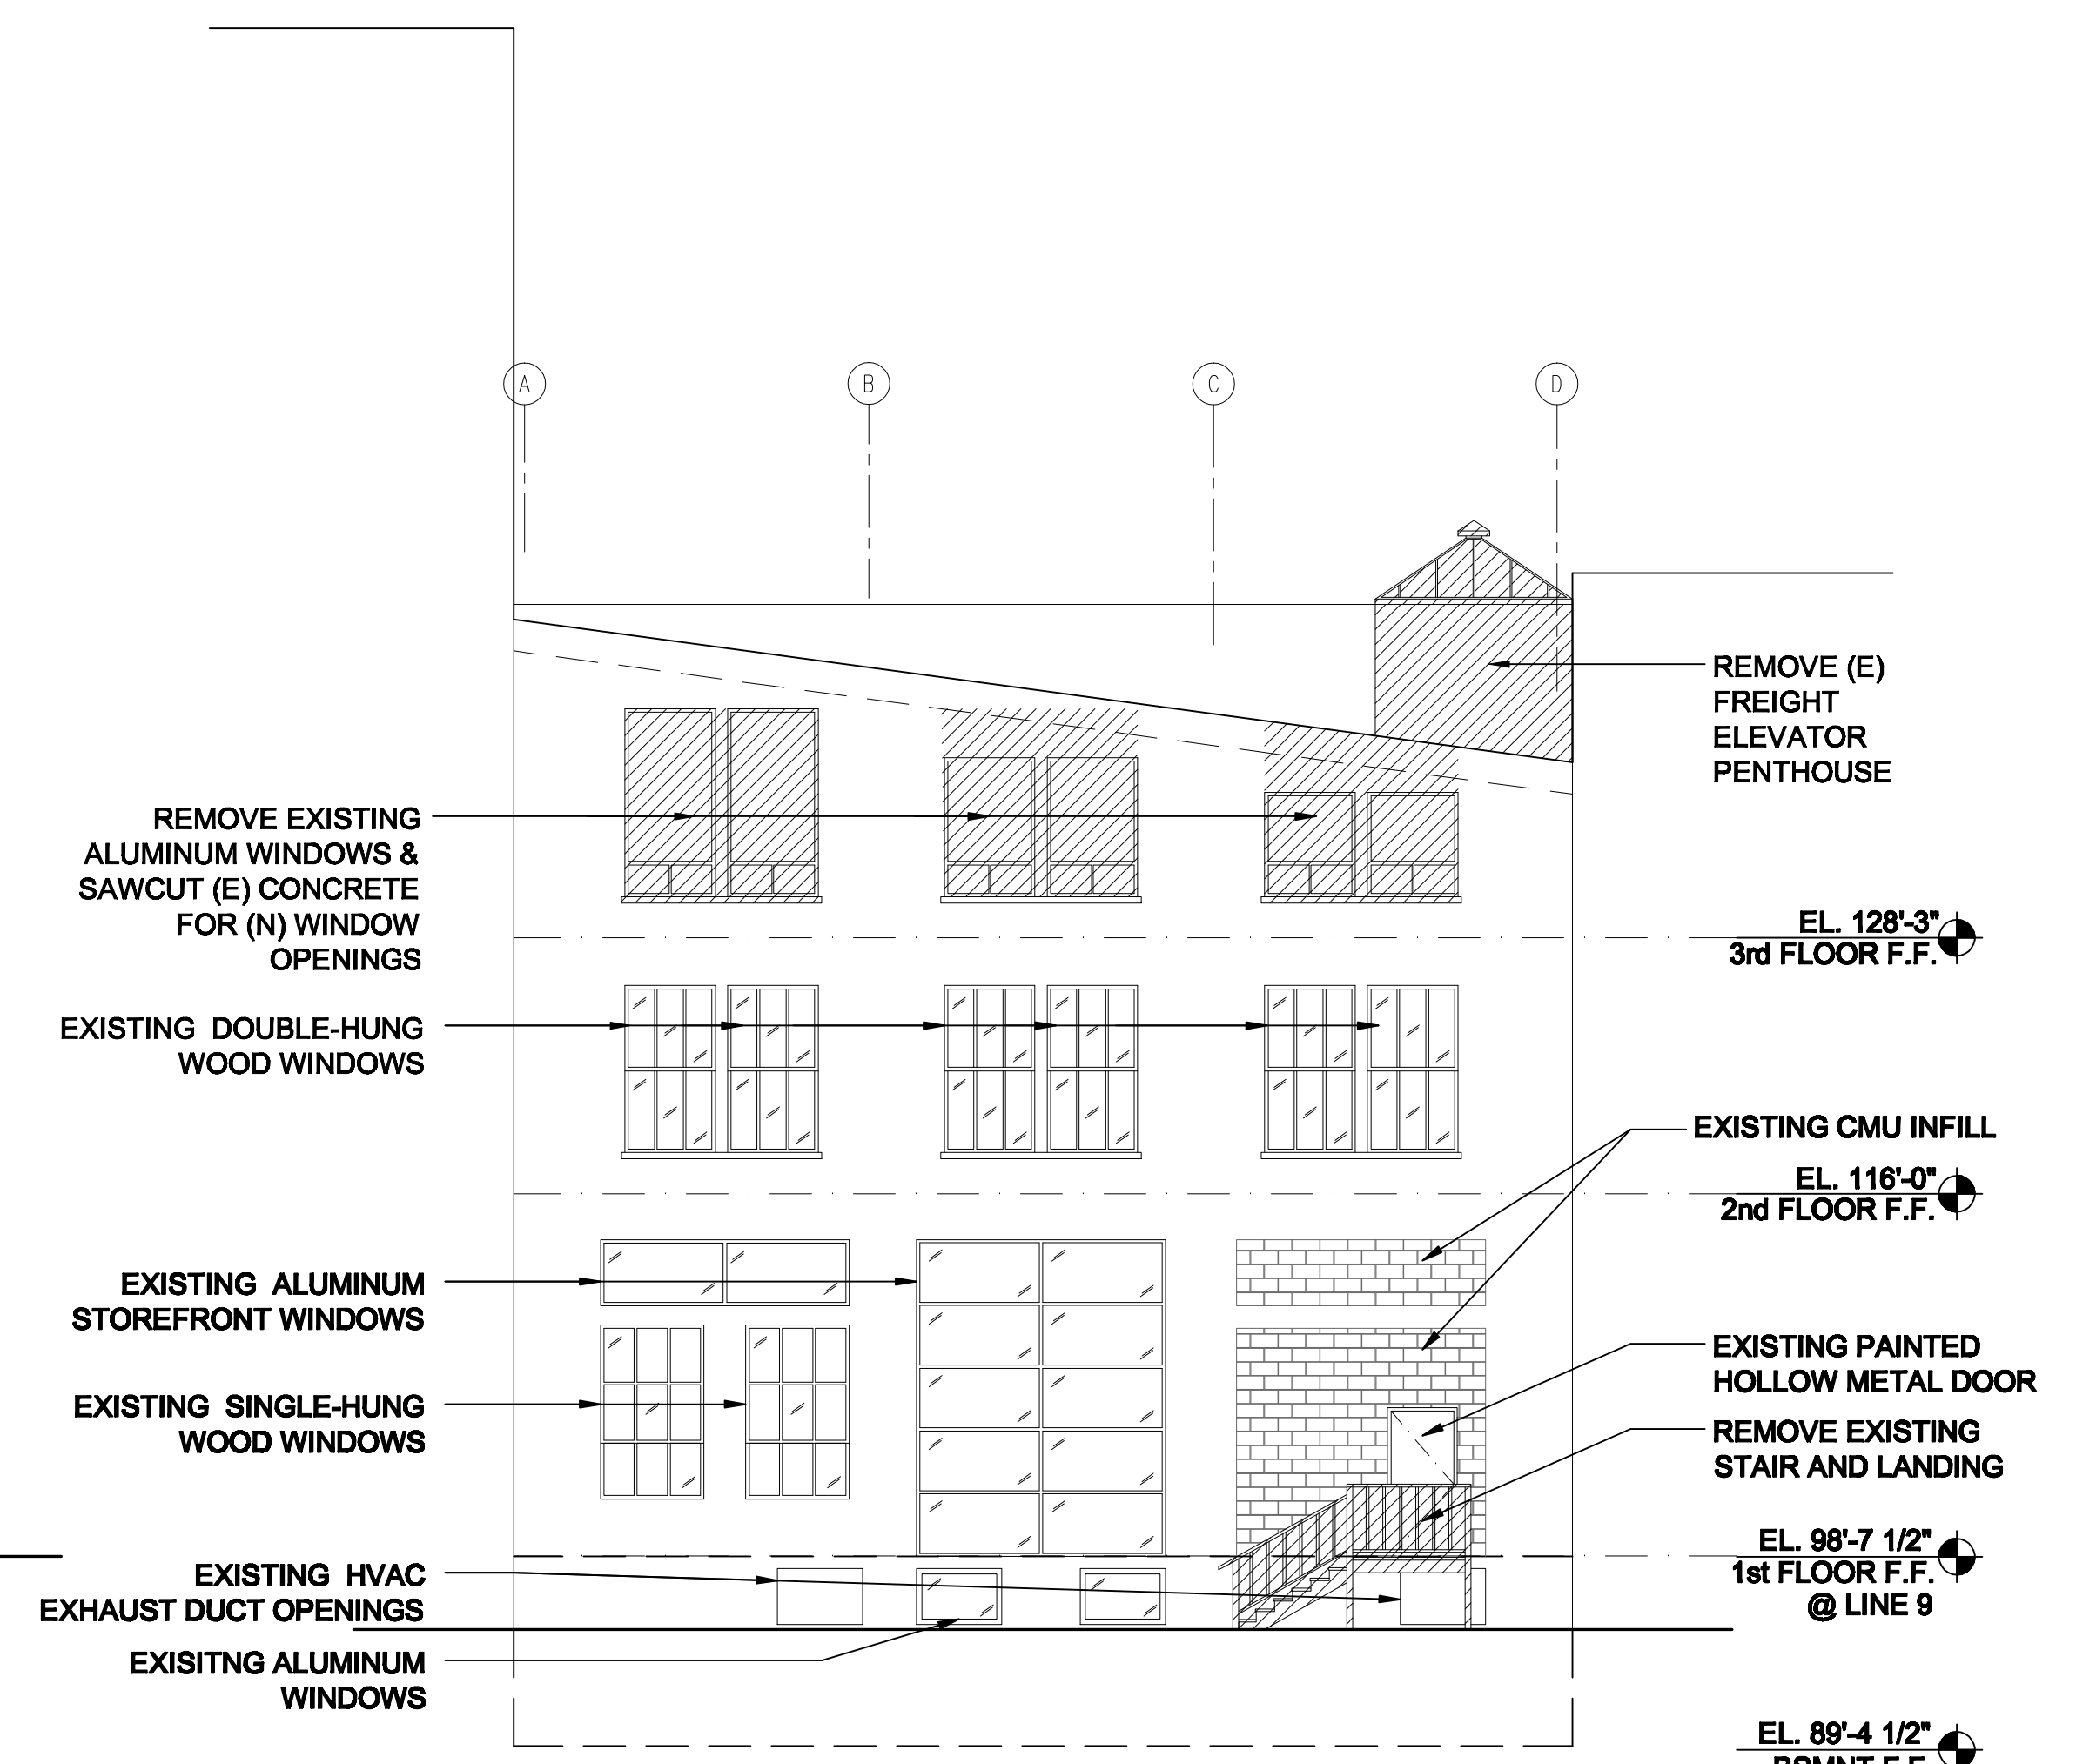 A
B
C
D
REMOVE (E)
FREIGHT
ELEVATOR
PENTHOUSE
REMOVE EXISTING
ALUMINUM WINDOWS &
SAWCUT (E) CONCRETE
FOR (N) WINDOW
OPENINGS
EL. 128'-3"
3rd FLOOR F.F.
EXISTING DOUBLE-HUNG
WOOD WINDOWS
EXISTING CMU INFILL
EL. 116'-0"
2nd FLOOR F.F.
EXISTING ALUMINUM
STOREFRONT WINDOWS
EXISTING PAINTED
HOLLOW METAL DOOR
EXISTING SINGLE-HUNG
WOOD WINDOWS
REMOVE EXISTING
STAIR AND LANDING
EL. 98'-7 1/2"
1st FLOOR F.F.
@ LINE 9
EXISTING HVAC
EXHAUST DUCT OPENINGS
EXISITNG ALUMINUM
WINDOWS
EL. 89'-4 1/2"
BSMNT F.F.